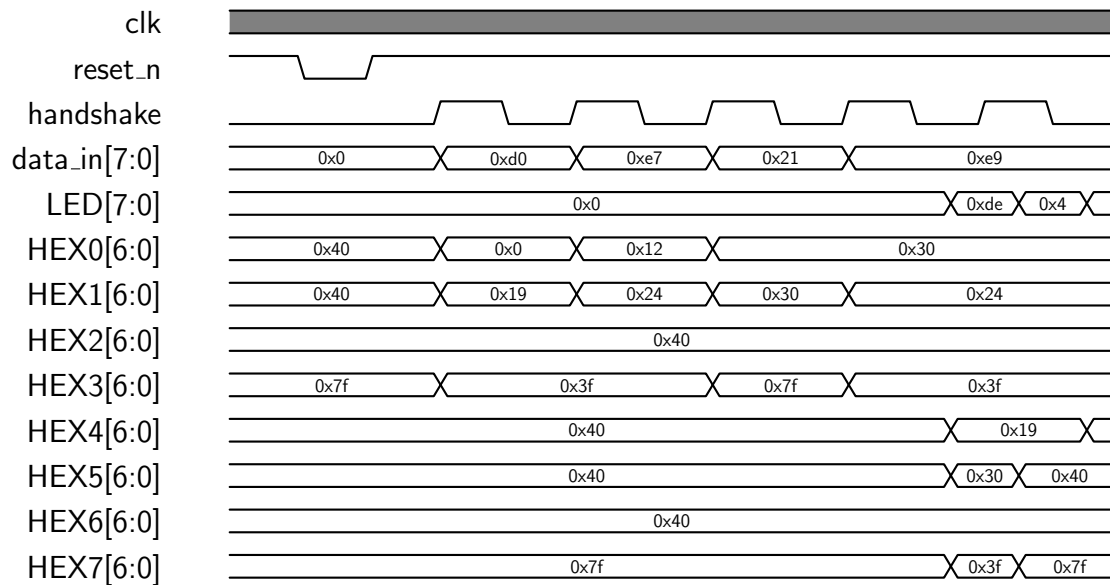 clk
reset_n
handshake
data_in[7:0] 0x0 0xd0 0xe7 0x21 0xe9
LED[7:0] 0x0 0xde 0x4
HEX0[6:0] 0x40 0x0 0x12 0x30
HEX1[6:0] 0x40 0x19 0x24 0x30 0x24
HEX2[6:0] 0x40
HEX3[6:0] 0x7f 0x3f 0x7f 0x3f
HEX4[6:0] 0x40 0x19
HEX5[6:0] 0x40 0x30 0x40
HEX6[6:0] 0x40
HEX7[6:0] 0x7f 0x3f 0x7f